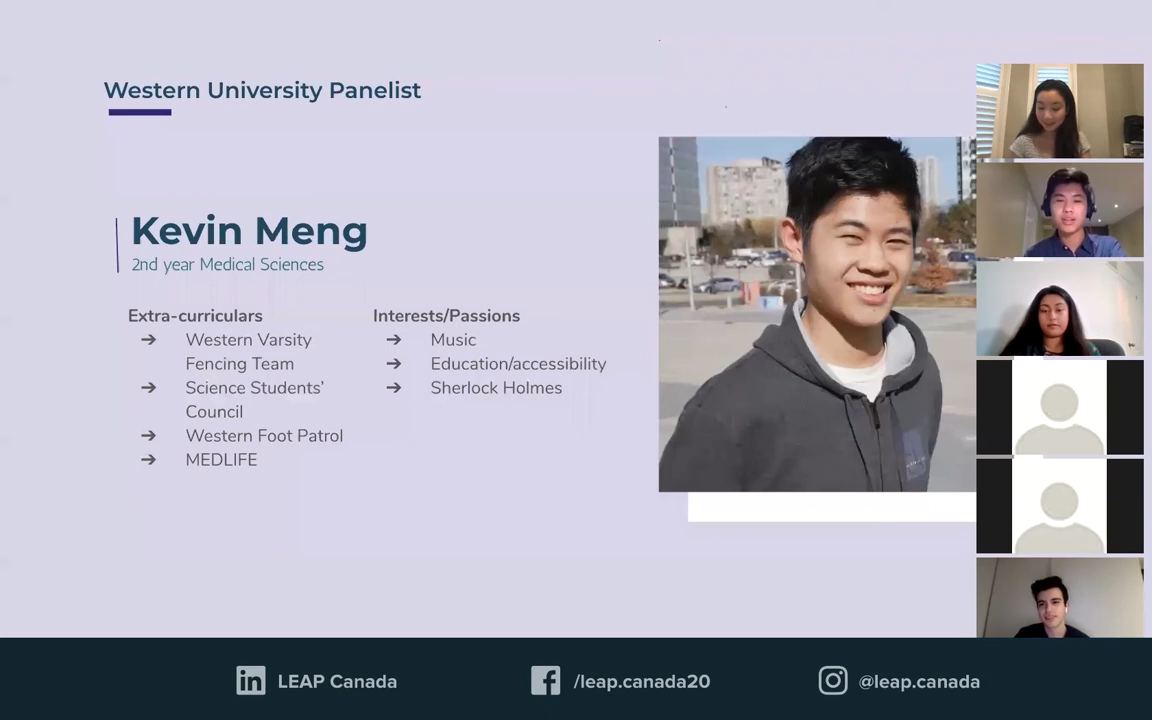 Western University Panelist
Kevin Meng
2nd year Medical Sciences
Extra-curriculars
➔ Western Varsity
Fencing Team
➔ Science Students'
Council
➔ Western Foot Patrol
➔ MEDLIFE
Interests/Passions
➔ Music
➔ Education/accessibility
➔ Sherlock Holmes
in LEAP Canada
f /leap.canada20
@leap.canada